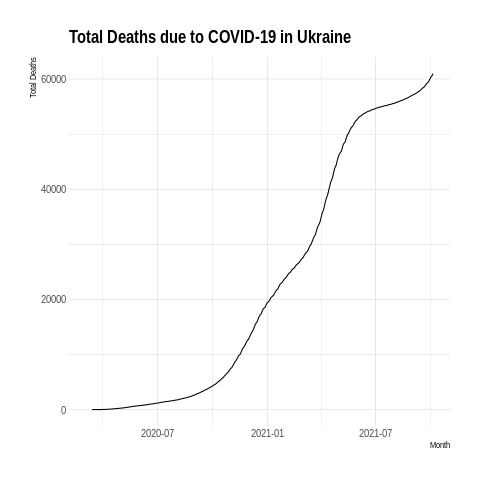 Total Deaths due to COVID-19 in Ukraine
Total Deaths
60000
40000
20000
0
2020-07 2021-01 2021-07
Month